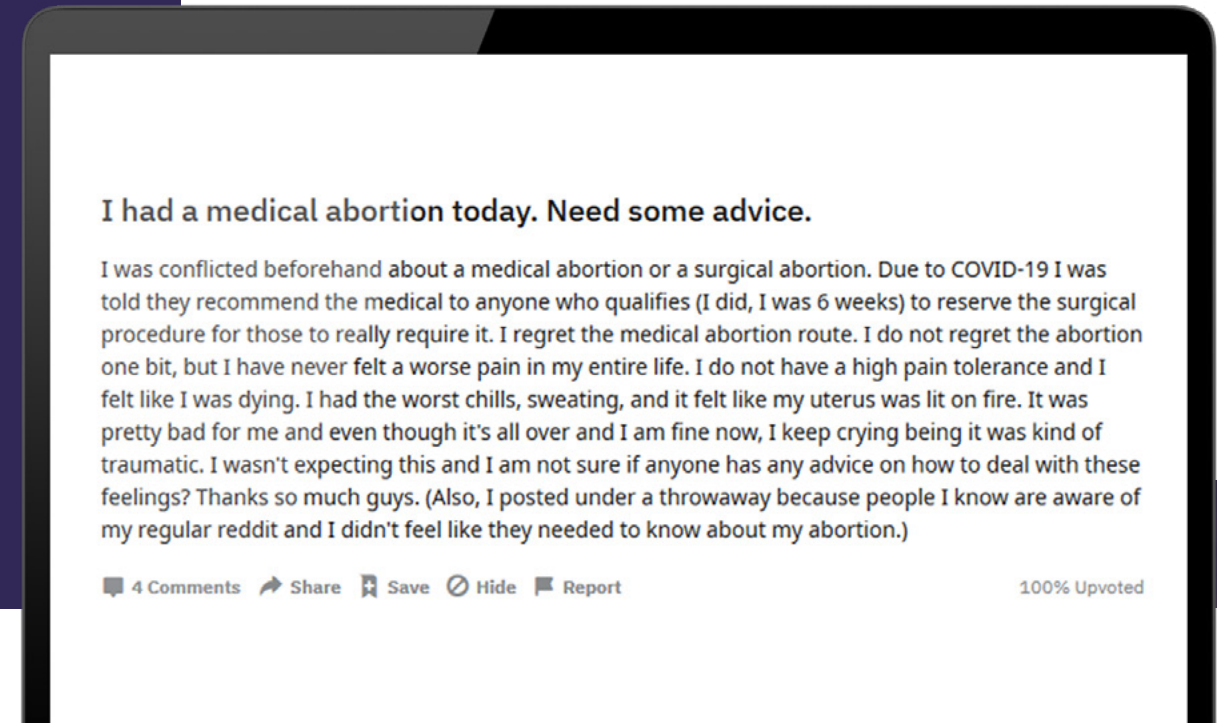 I had a medical abortion today. Need some advice.
I was conflicted beforehand about a medical abortion or a surgical abortion. Due to COVID-19 I was
told they recommend the medical to anyone who qualifies (I did, I was 6 weeks) to reserve the surgical
procedure for those to really require it. I regret the medical abortion route. I do not regret the abortion
one bit, but I have never felt a worse pain in my entire life. I do not have a high pain tolerance and I
felt like I was dying. I had the worst chills, sweating, and it felt like my uterus was lit on fire. It was
pretty bad for me and even though it's all over and I am fine now, I keep crying being it was kind of
traumatic. I wasn't expecting this and I am not sure if anyone has any advice on how to deal with these
feelings? Thanks so much guys. (Also, I posted under a throwaway because people I know are aware of
my regular reddit and I didn't feel like they needed to know about my abortion.)
4 Comments Share Save Hide Report 100% Upvoted